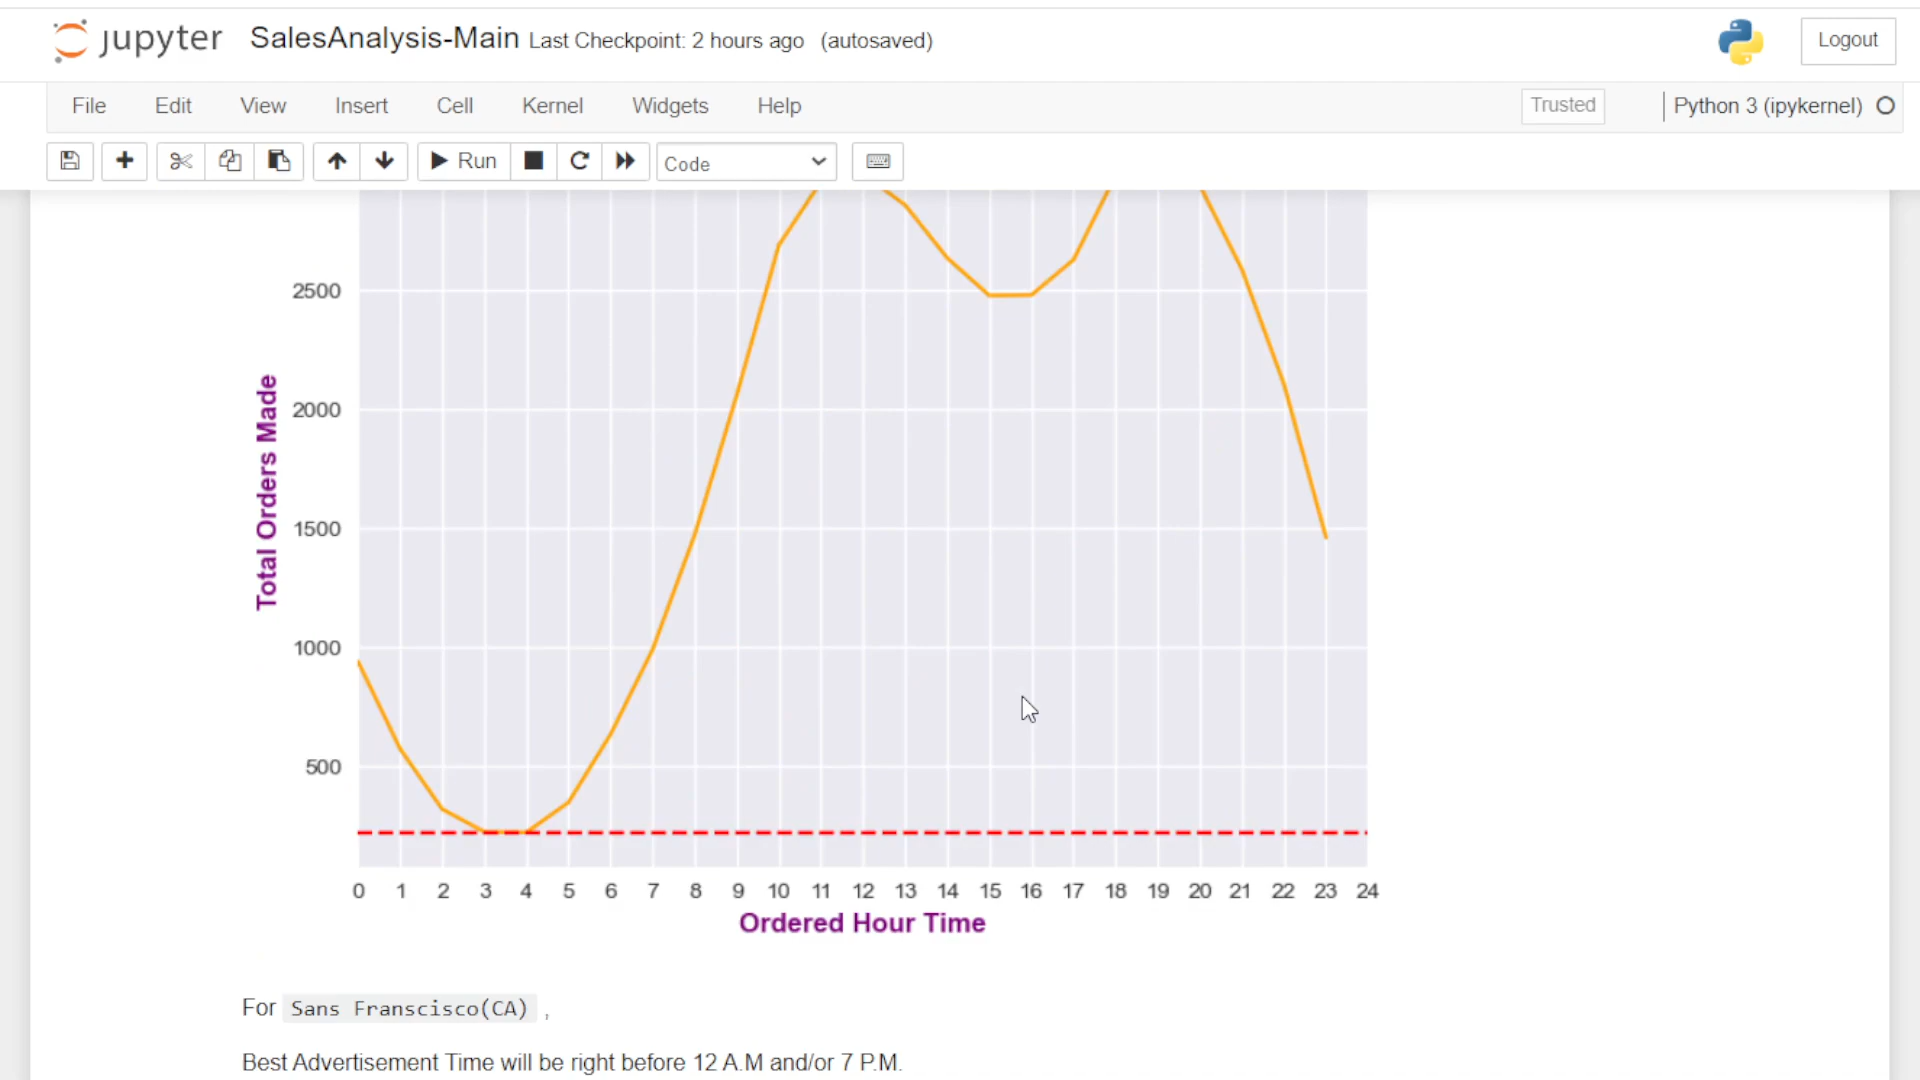 jupyter SalesAnalysis-Main Last Checkpoint: 2 hours ago (autosaved) Logout
File Edit View Insert Cell Kernel Widgets Help Trusted Python 3 (ipykernel)
Run Code
2500
2000
1500
1000
500
Total Orders Made
0 1 2 3 4 5 6 7 8 9 10 11 12 13 14 15 16 17 18 19 20 21 22 23 24
Ordered Hour Time
For Sans Franscisco(CA) ,
Best Advertisement Time will be right before 12 A.M and/or 7 P.M.